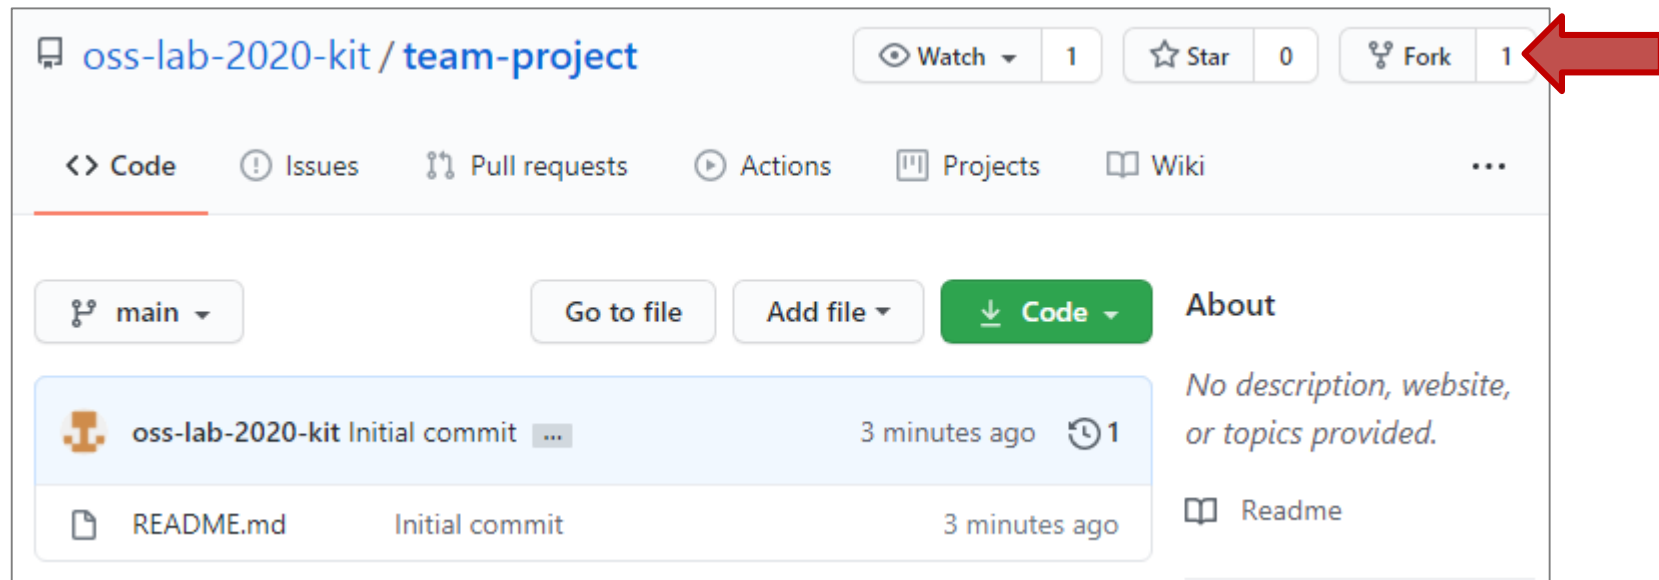 oss-lab-2020-kit / team-project Watch 1 Star 0 Fork 1
Code Issues Pull requests Actions Projects Wiki ...
main Go to file Add file Code About
No description, website,
or topics provided.
oss-lab-2020-kit Initial commit ... 3 minutes ago 1
README.md Initial commit 3 minutes ago
Readme